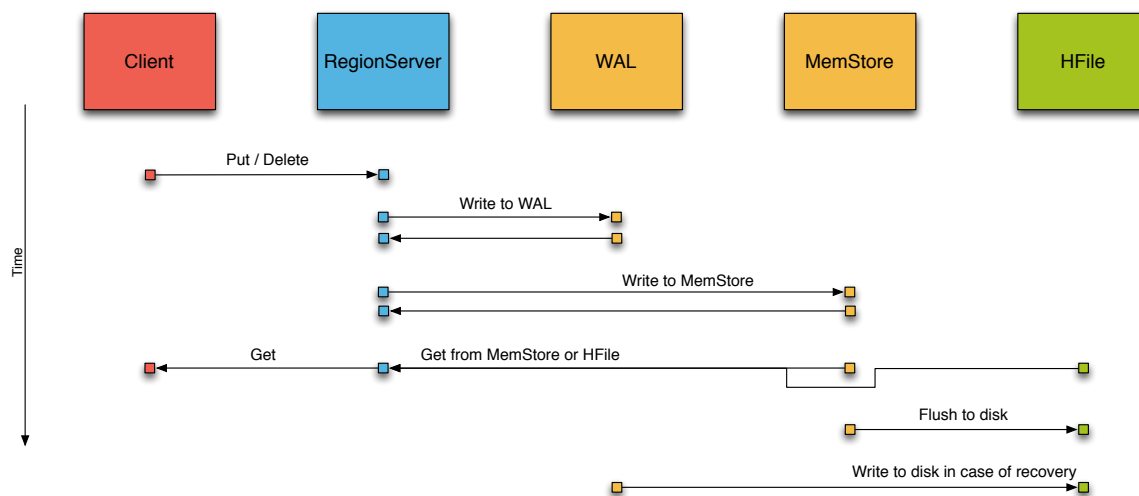 Client
RegionServer
WAL
MemStore
HFile
Put / Delete
Write to WAL
Time
Write to MemStore
Get
Get from MemStore or HFile
Flush to disk
Write to disk in case of recovery